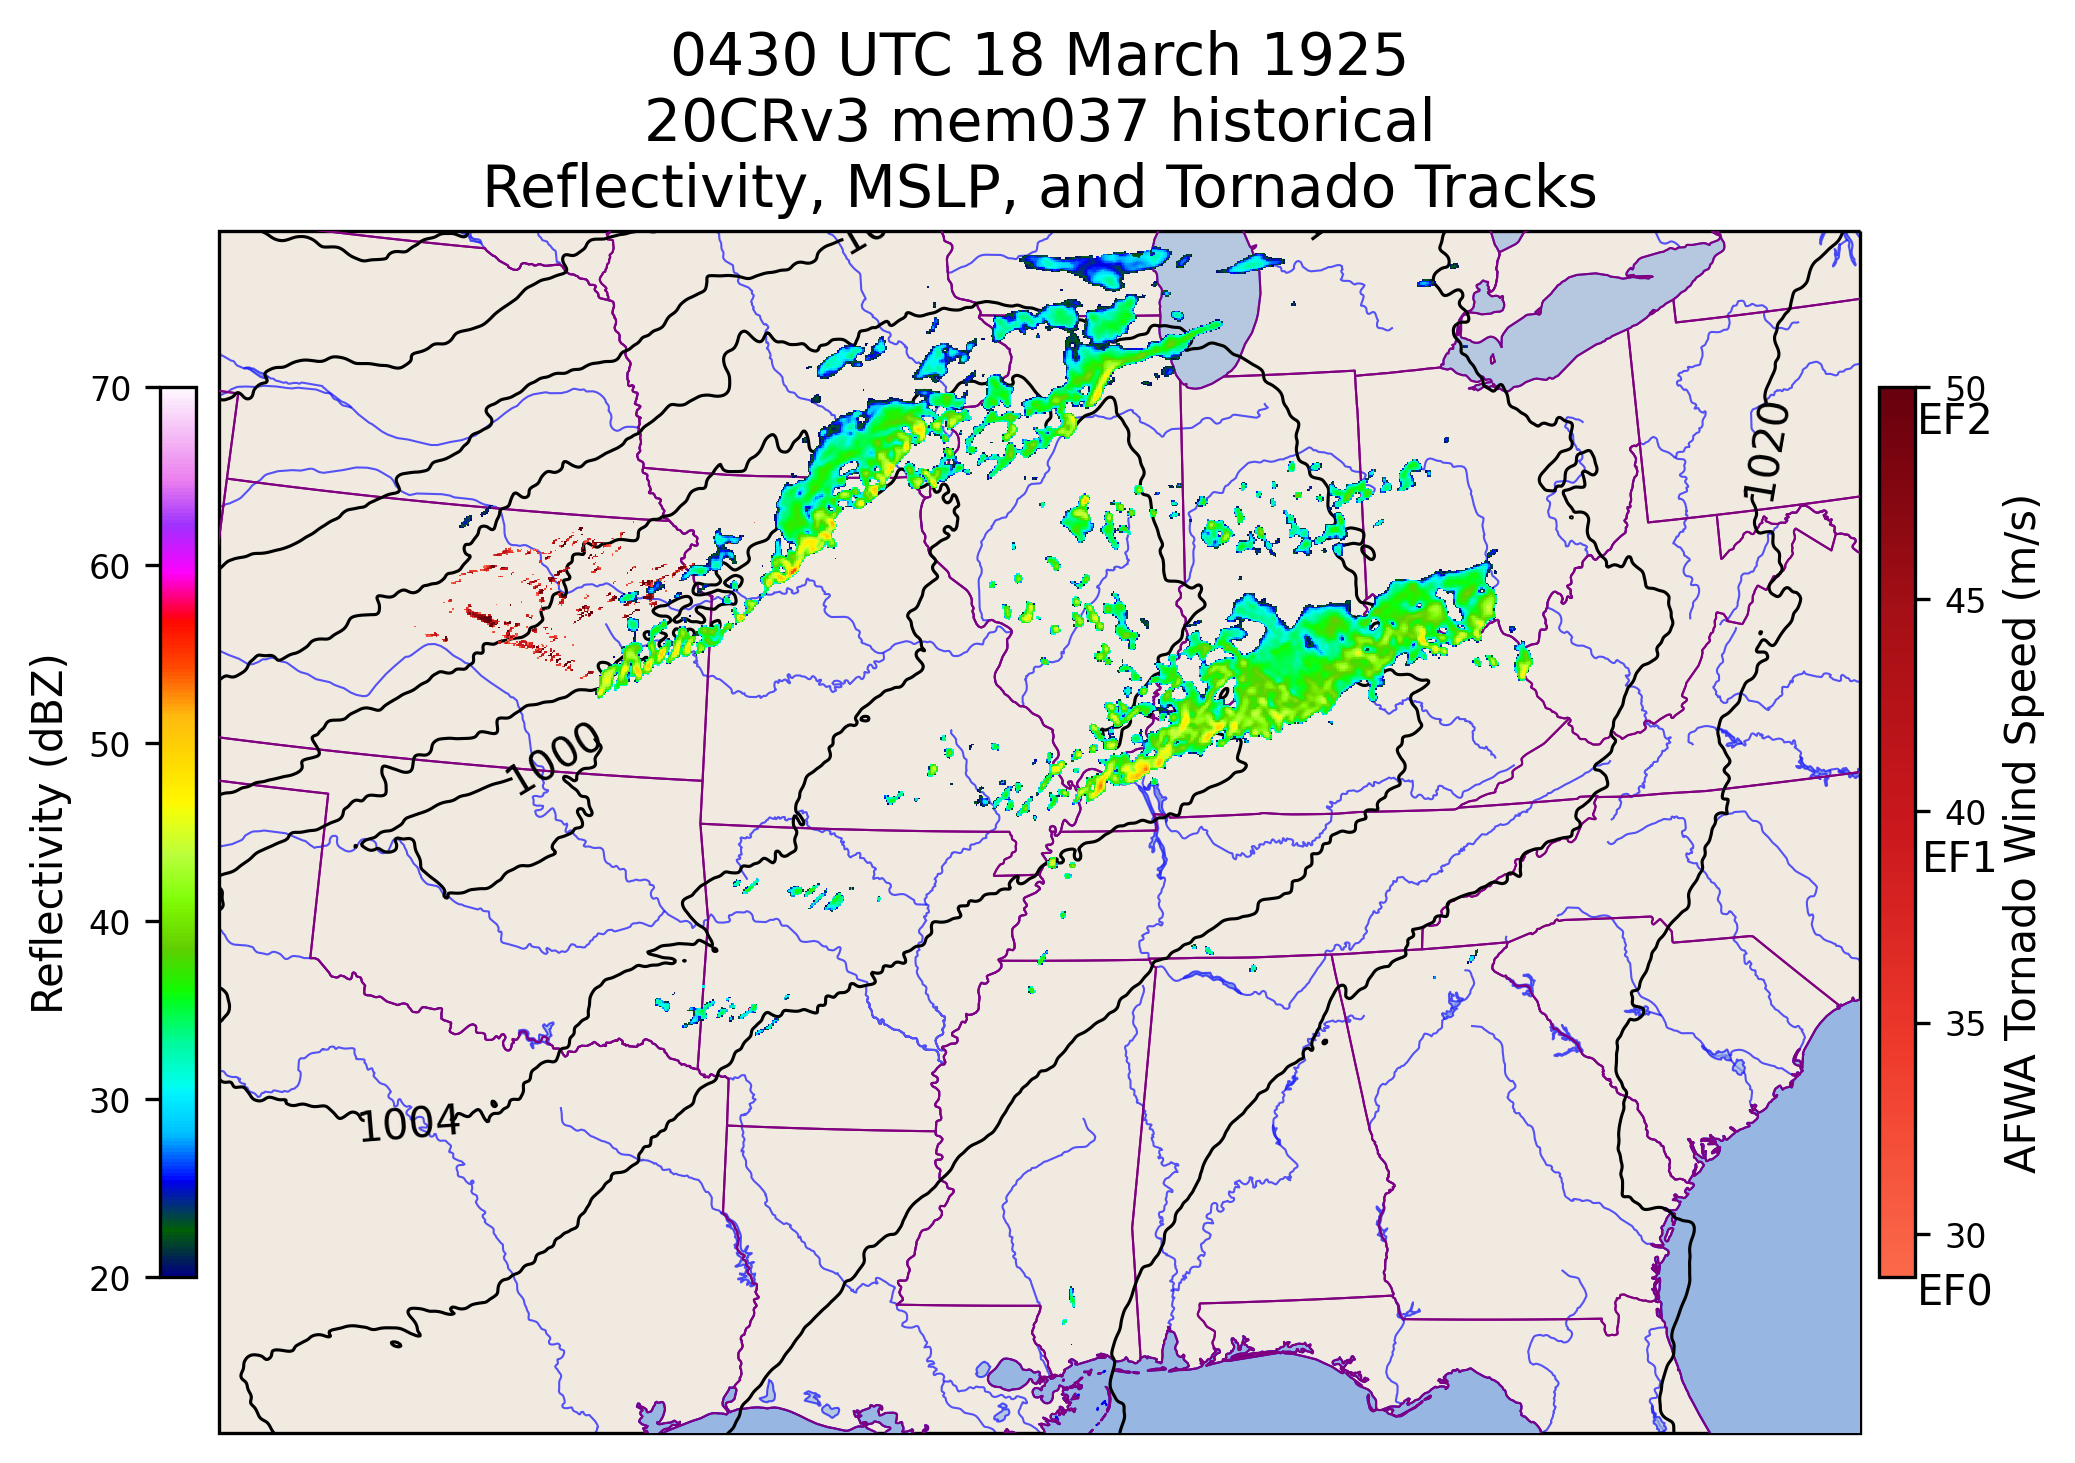 0430 UTC 18 March 1925
20CRv3 mem037 historical
Reflectivity, MSLP, and Tornado Tracks
70
60
50
40
30
20
Reflectivity (dBZ)
1020
1000
1004
50
EF2
45
40
EF1
35
30
EF0
AFWA Tornado Wind Speed (m/s)